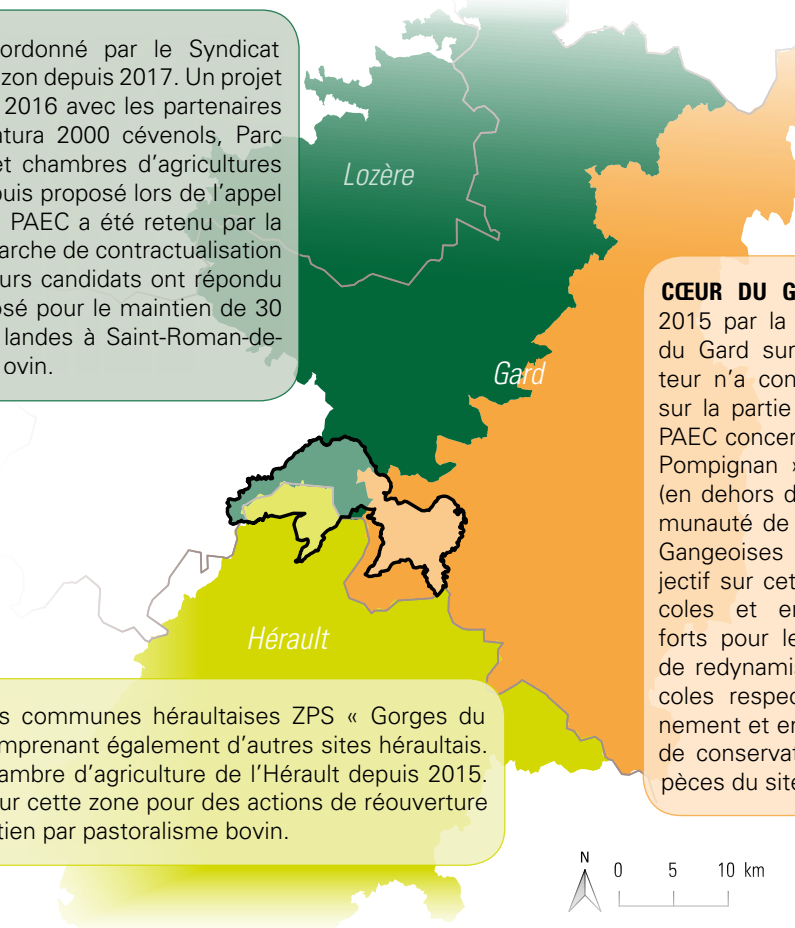 ordonné par le Syndicat
zon depuis 2017. Un projet
2016 avec les partenaires
atura 2000 cévenols, Parc
et chambres d'agricultures
puis proposé lors de l'appel
PAEC a été retenu par la
arche de contractualisation
eurs candidats ont répondu
osé pour le maintien de 30
landes à Saint-Roman-de-
ovin.
Lozère
Gard
CŒUR DU G
2015 par la
du Gard sur
teur n'a con
sur la partie
PAEC concer
Pompignan »
(en dehors d
munauté de
Gangeoises
jectif sur cet
coles et en
forts pour le
de redynamis
coles respec
nement et en
de conservat
pèces du site
Hérault
s communes héraultaises ZPS « Gorges du
mprenant également d'autres sites héraultais.
ambre d'agriculture de l'Hérault depuis 2015.
ur cette zone pour des actions de réouverture
tien par pastoralisme bovin.
N
0 5 10 km